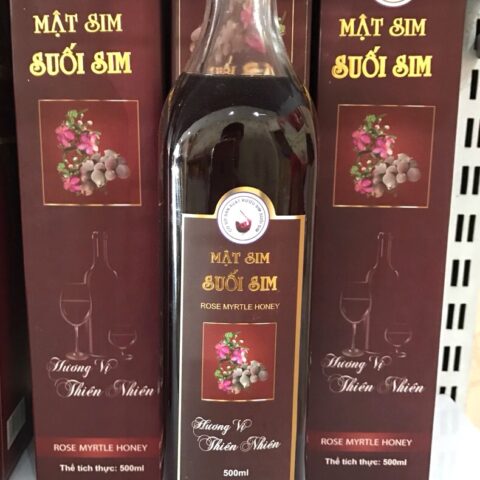 MẬT SIM
SUỐI SIM
Hương Vị
Thiên Nhiên
ROSE MYRTLE HONEY
Thể tích thực: 500ml
SUỐI SIM
MẬT SIM
SUỐI SIM
ROSE MYRTLE HONEY
Hương Vị
Thiên Nhiên
500ml
MẬT SIM
SUỐI SIM
Hương Vị
Thiên Nhiên
ROSE MYRTLE HONEY
Thể tích thực: 500ml